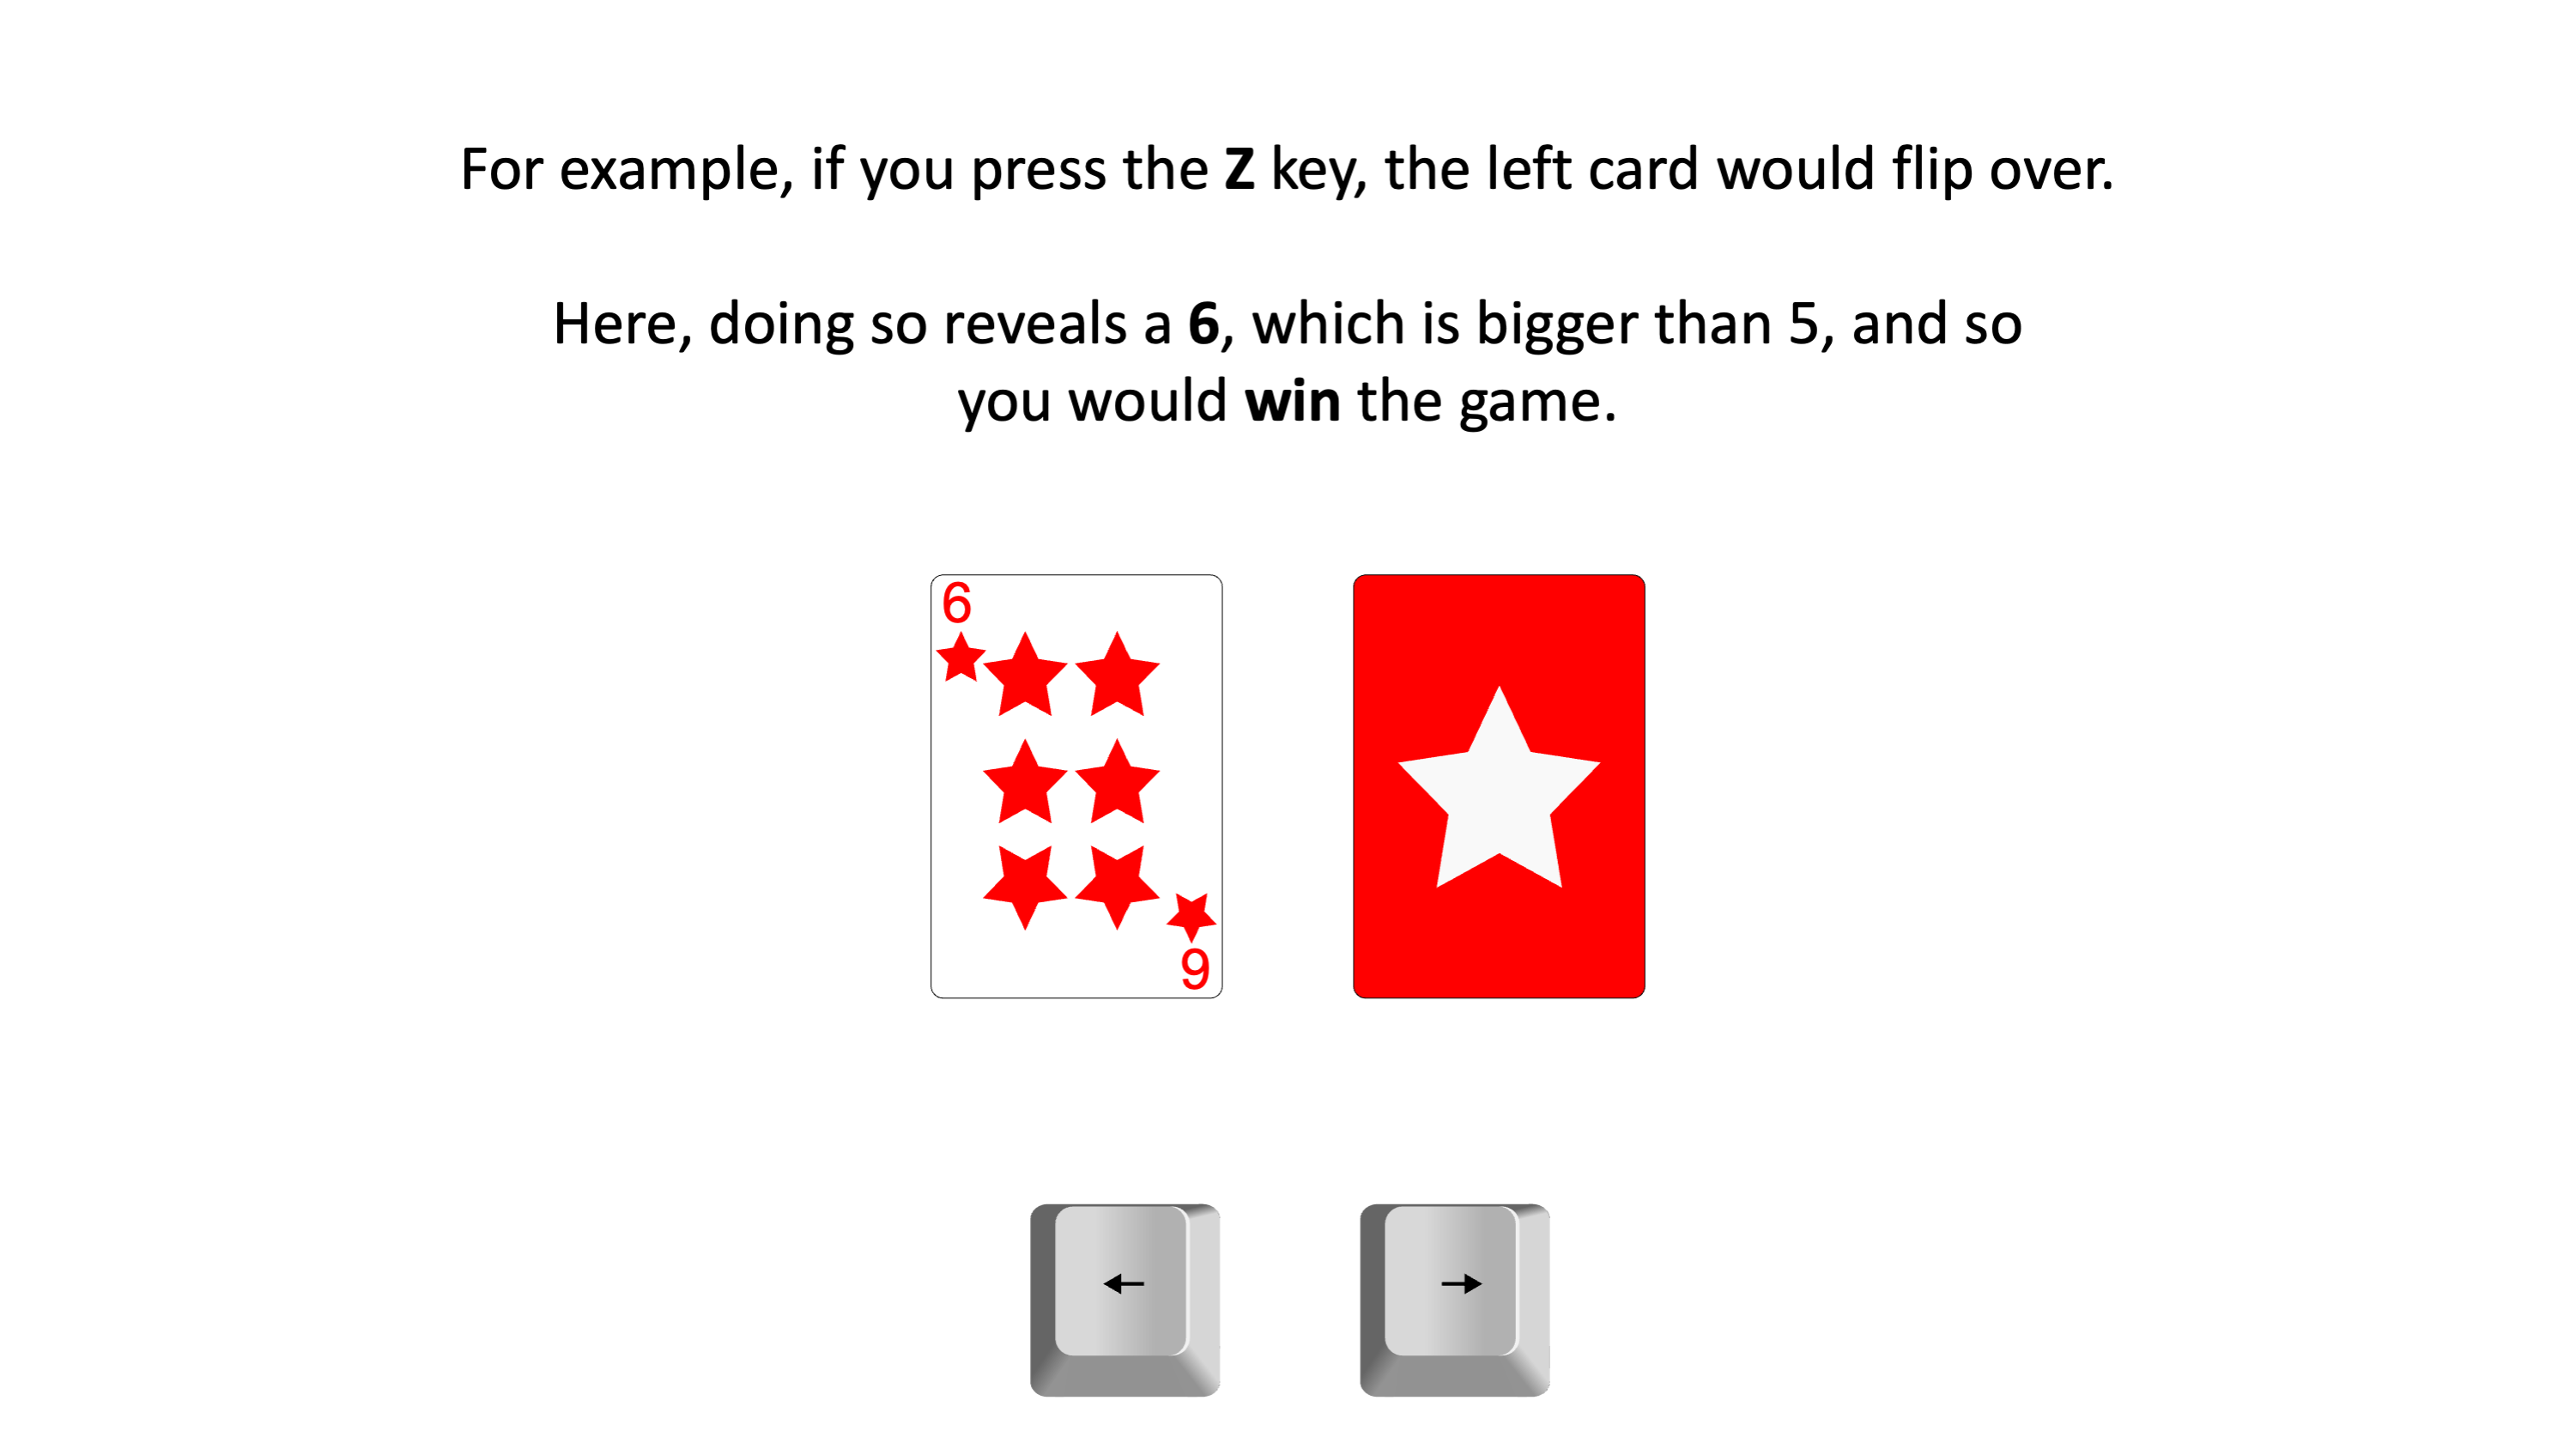 For example, if you press the Z key, the left card would flip over.
Here, doing so reveals a 6, which is bigger than 5, and so
you would win the game.
6
6
←
→